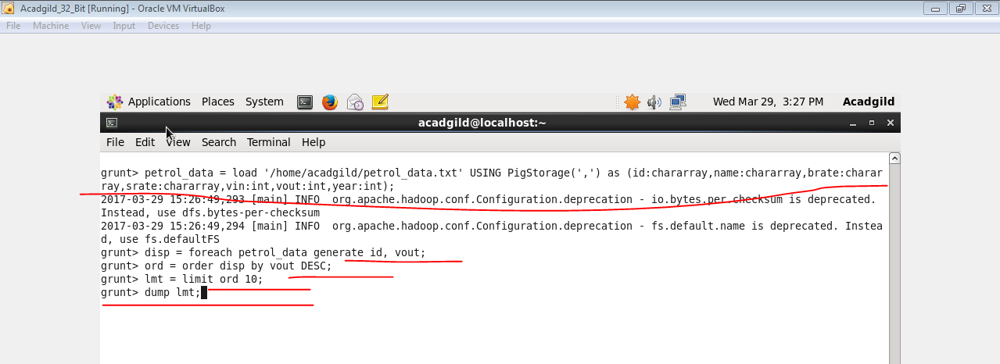 Acadgild_32_Bit [Running] - Oracle VM VirtualBox
File Machine View Input Devices Help
Applications Places System Wed Mar 29, 3:27 PM Acadgild
acadgild@localhost:~
File Edit View Search Terminal Help
grunt> petrol_data = load '/home/acadgild/petrol_data.txt' USING PigStorage(',') as (id:chararray,name:chararray,brate:charar
ray,srate:chararray,vin:int,vout:int,year:int);
2017-03-29 15:26:49,293 [main] INFO  org.apache.hadoop.conf.Configuration.deprecation - io.bytes.per.checksum is deprecated.
Instead, use dfs.bytes-per-checksum
2017-03-29 15:26:49,294 [main] INFO  org.apache.hadoop.conf.Configuration.deprecation - fs.default.name is deprecated. Instea
d, use fs.defaultFS
grunt> disp = foreach petrol_data generate id, vout;
grunt> ord = order disp by vout DESC;
grunt> lmt = limit ord 10;
grunt> dump lmt;